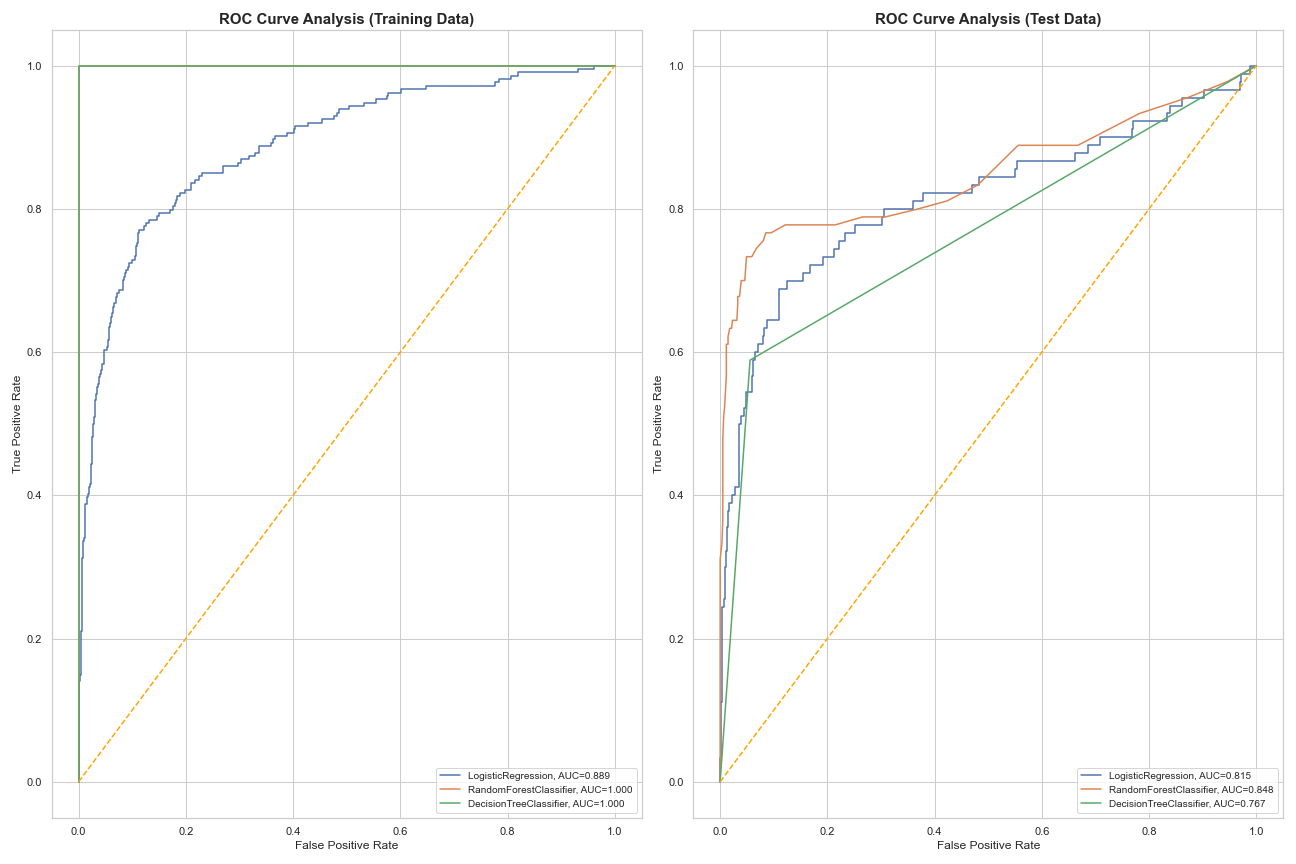 ROC Curve Analysis (Training Data)
1.0
0.8
0.6
0.4
0.2
0.0
True Positive Rate
0.0 0.2 0.4 0.6 0.8 1.0
False Positive Rate
LogisticRegression, AUC=0.889
RandomForestClassifier, AUC=1.000
DecisionTreeClassifier, AUC=1.000
ROC Curve Analysis (Test Data)
1.0
0.8
0.6
0.4
0.2
0.0
True Positive Rate
0.0 0.2 0.4 0.6 0.8 1.0
False Positive Rate
LogisticRegression, AUC=0.815
RandomForestClassifier, AUC=0.848
DecisionTreeClassifier, AUC=0.767